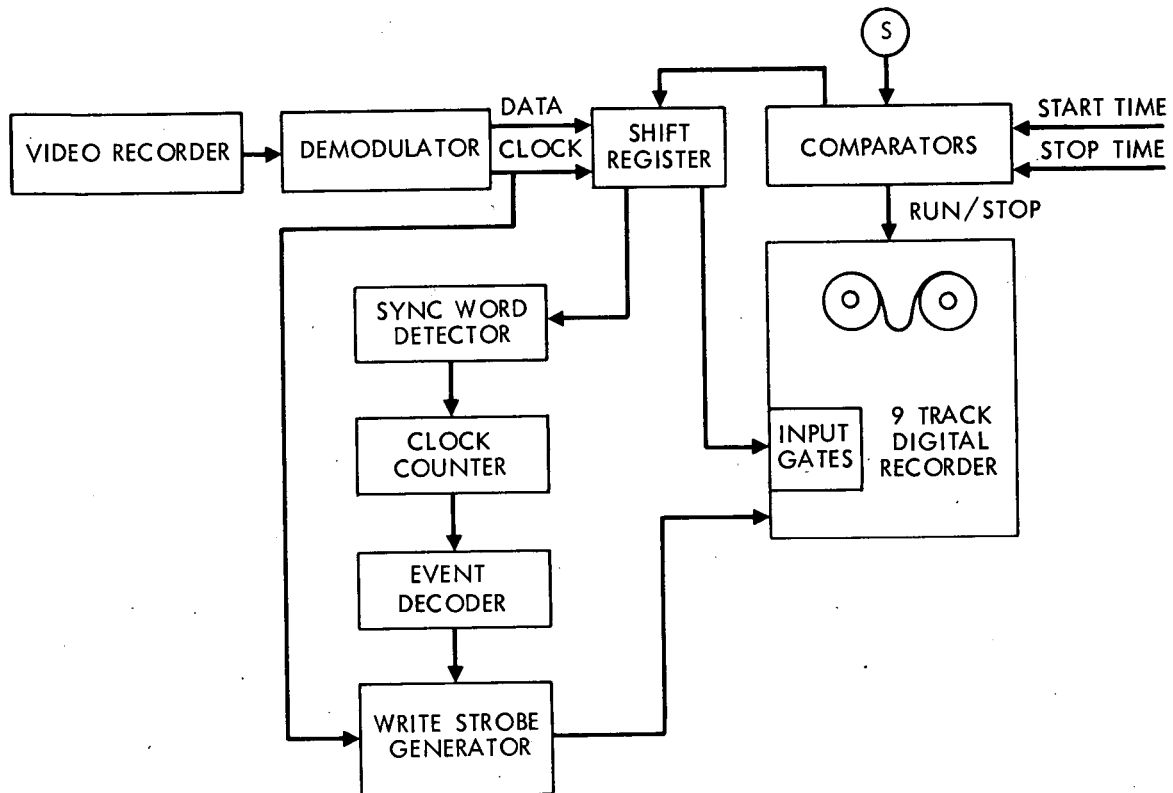 S
DATA
START TIME
VIDEO RECORDER
DEMODULATOR
CLOCK
SHIFT
REGISTER
COMPARATORS
STOP TIME
RUN/STOP
SYNC WORD
DETECTOR
CLOCK
COUNTER
INPUT
GATES
9 TRACK
DIGITAL
RECORDER
EVENT
DECODER
WRITE STROBE
GENERATOR